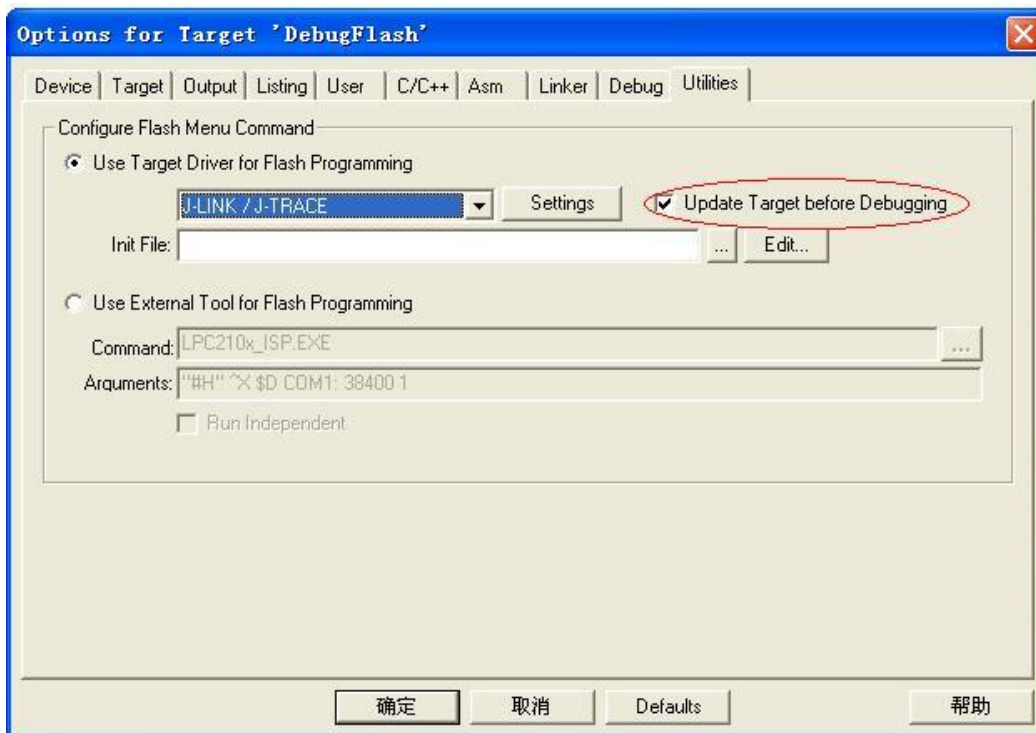 Options for Target 'DebugFlash'
Device Target Output Listing User C/C++ Asm Linker Debug Utilities
Configure Flash Menu Command
Use Target Driver for Flash Programming
J-LINK / J-TRACE Settings Update Target before Debugging
Init File: ... Edit...
Use External Tool for Flash Programming
Command: LPC210x_ISP.EXE ...
Arguments: "#H" ^X $D COM1: 38400 1
Run Independent
确定 取消 Defaults 帮助